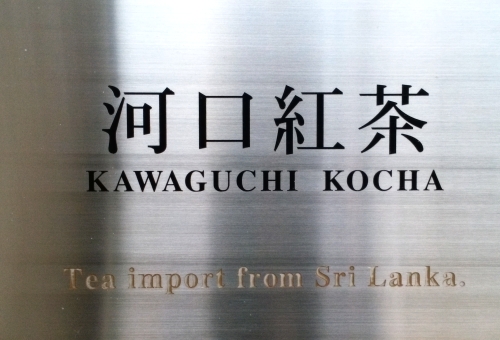 河口紅茶
KAWAGUCHI KOCHA
Tea import from Sri Lanka.